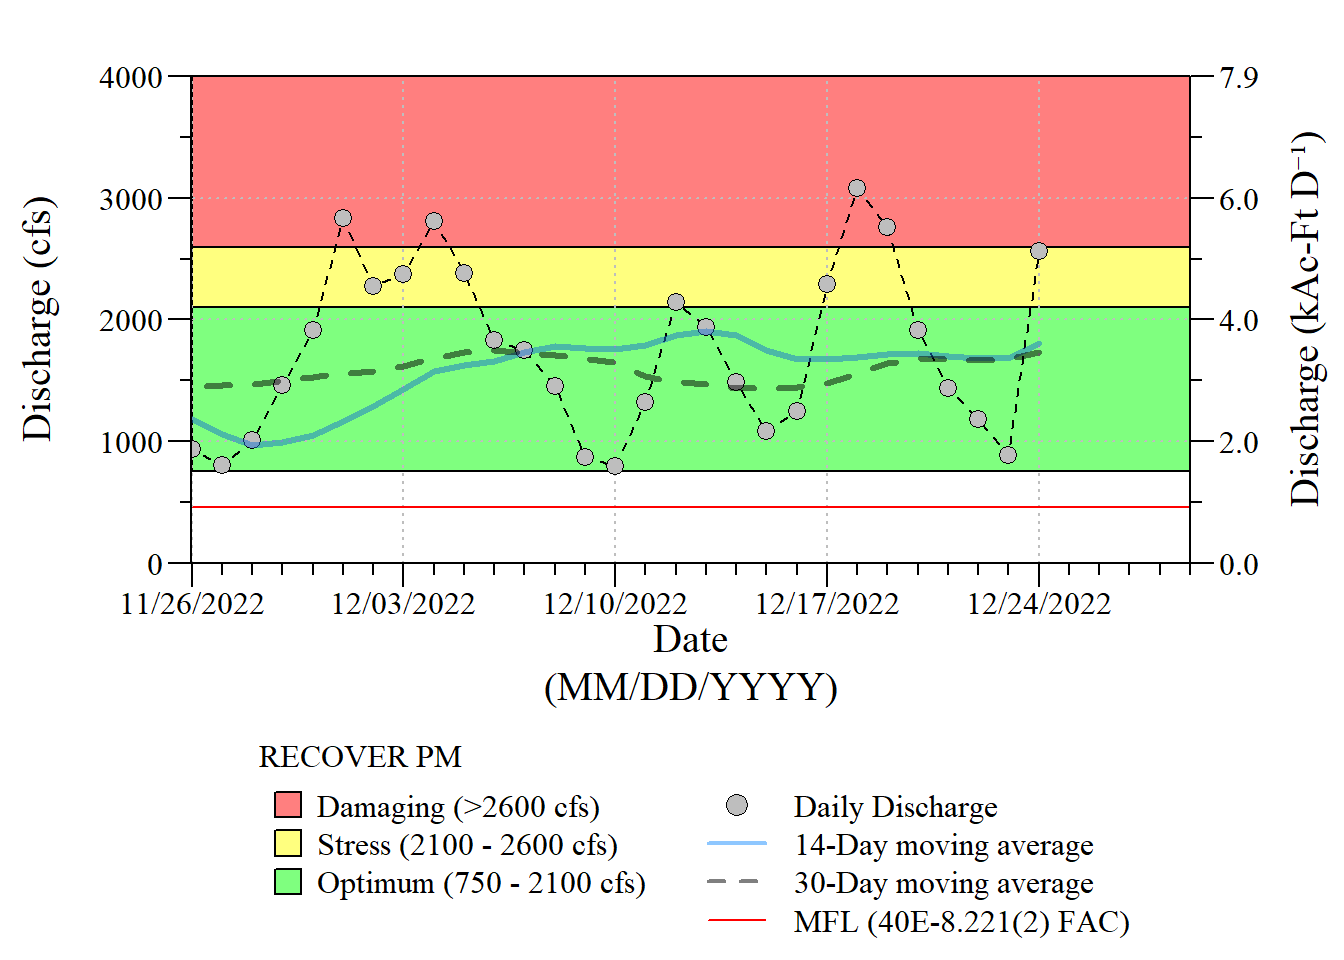 4000
3000
2000
1000
0
Discharge (cfs)
7.9
6.0
4.0
2.0
0.0
Discharge (kAc-Ft D⁻¹)
11/26/2022 12/03/2022 12/10/2022 12/17/2022 12/24/2022
Date
(MM/DD/YYYY)
RECOVER PM
Damaging (>2600 cfs)
Stress (2100 - 2600 cfs)
Optimum (750 - 2100 cfs)
Daily Discharge
14-Day moving average
30-Day moving average
MFL (40E-8.221(2) FAC)